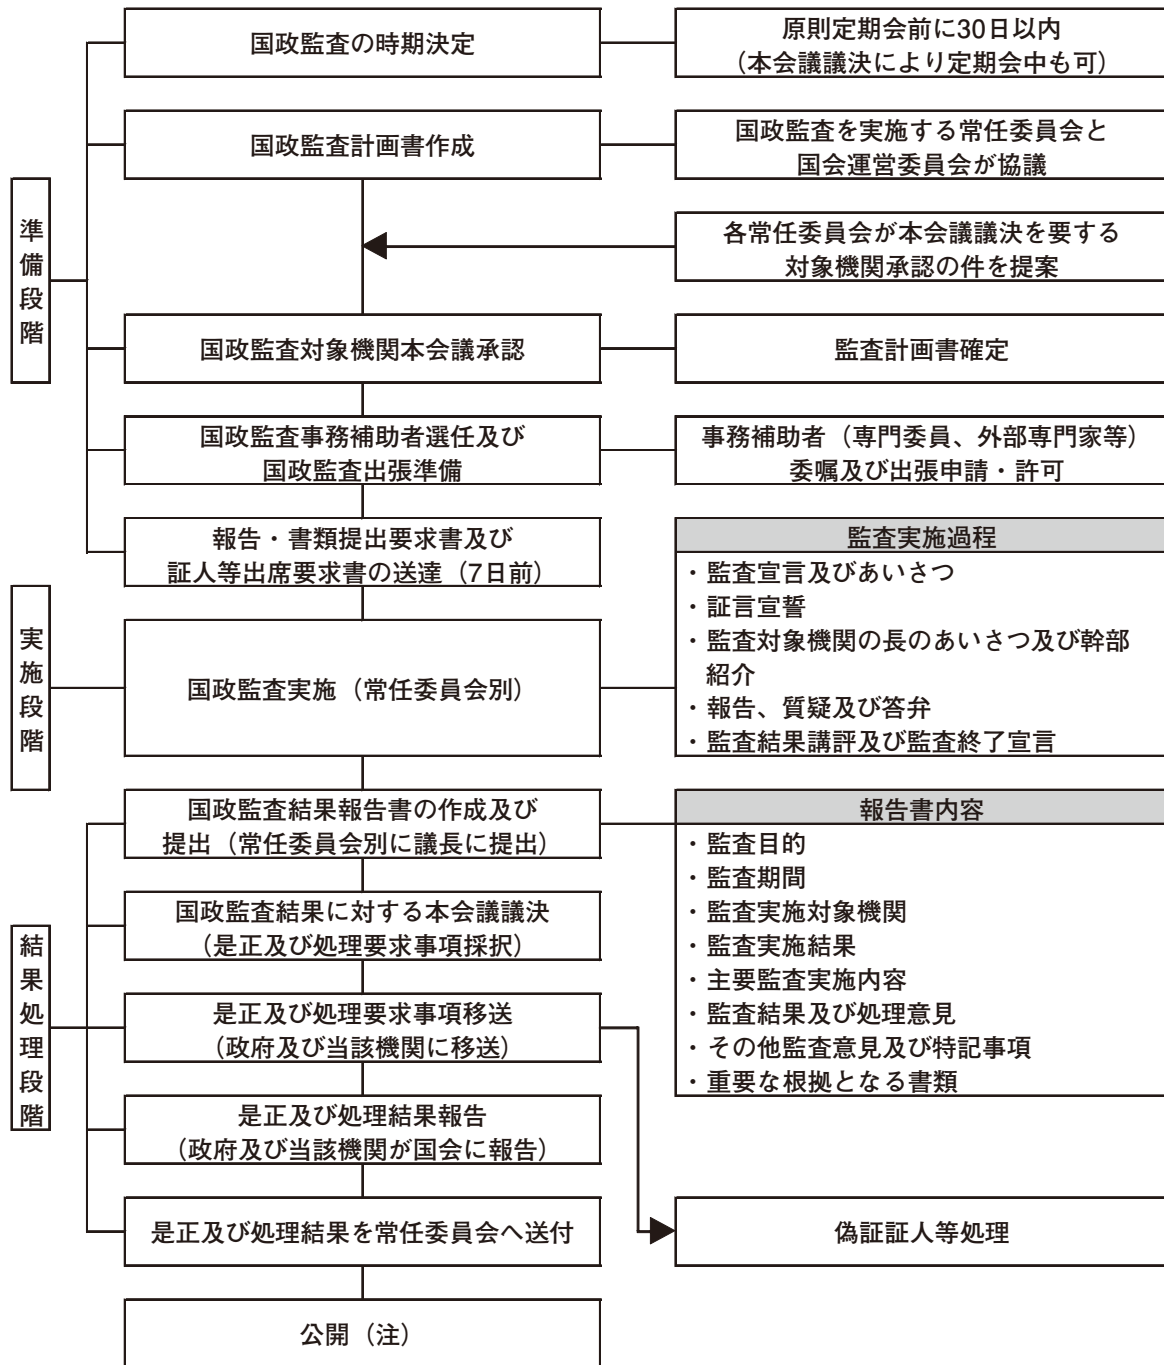 準備段階
国政監査の時期決定
原則定期会前に30日以内
（本会議議決により定期会中も可）
国政監査計画書作成
国政監査を実施する常任委員会と
国会運営委員会が協議
各常任委員会が本会議議決を要する
対象機関承認の件を提案
国政監査対象機関本会議承認
監査計画書確定
国政監査事務補助者選任及び
国政監査出張準備
事務補助者（専門委員、外部専門家等）
委嘱及び出張申請・許可
報告・書類提出要求書及び
証人等出席要求書の送達（7日前）
実施段階
国政監査実施（常任委員会別）
監査実施過程
・監査宣言及びあいさつ
・証言宣誓
・監査対象機関の長のあいさつ及び幹部
紹介
・報告、質疑及び答弁
・監査結果講評及び監査終了宣言
結果処理段階
国政監査結果報告書の作成及び
提出（常任委員会別に議長に提出）
報告書内容
・監査目的
・監査期間
・監査実施対象機関
・監査実施結果
・主要監査実施内容
・監査結果及び処理意見
・その他監査意見及び特記事項
・重要な根拠となる書類
国政監査結果に対する本会議議決
（是正及び処理要求事項採択）
是正及び処理要求事項移送
（政府及び当該機関に移送）
是正及び処理結果報告
（政府及び当該機関が国会に報告）
是正及び処理結果を常任委員会へ送付
偽証証人等処理
公開（注）